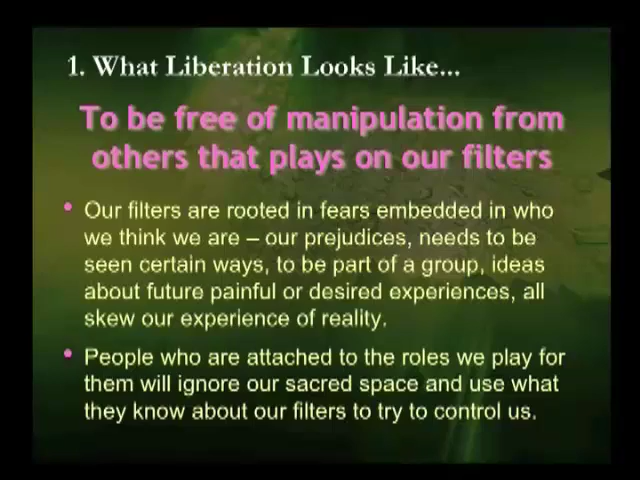 1. What Liberation Looks Like...
To be free of manipulation from
others that plays on our filters
• Our filters are rooted in fears embedded in who
we think we are – our prejudices, needs to be
seen certain ways, to be part of a group, ideas
about future painful or desired experiences, all
skew our experience of reality.
• People who are attached to the roles we play for
them will ignore our sacred space and use what
they know about our filters to try to control us.